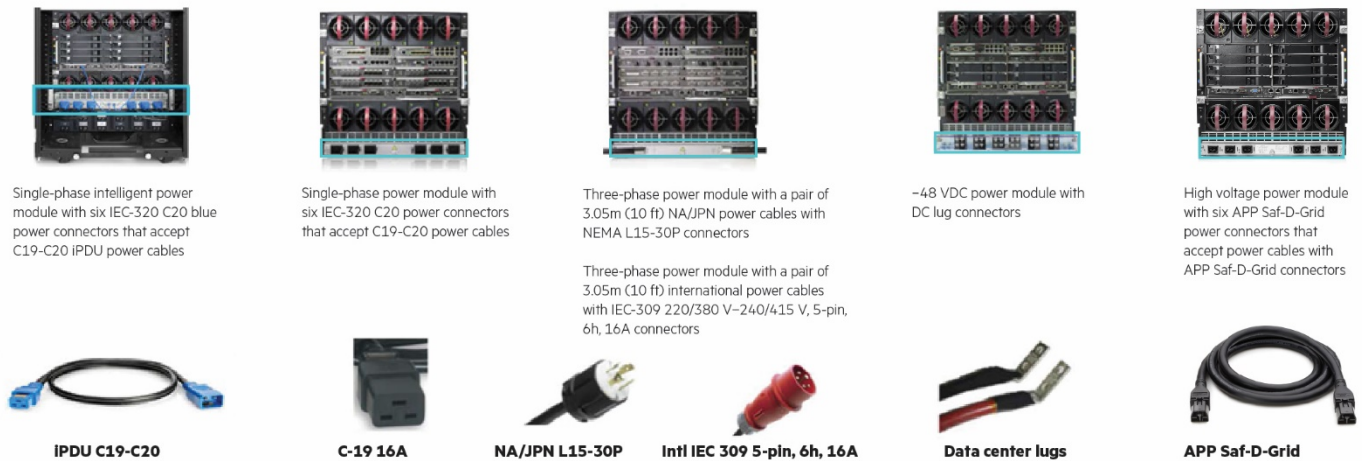 Single-phase intelligent power
module with six IEC-320 C20 blue
power connectors that accept
C19-C20 iPDU power cables
Single-phase power module with
six IEC-320 C20 power connectors
that accept C19-C20 power cables
Three-phase power module with a pair of
3.05m (10 ft) NA/JPN power cables with
NEMA L15-30P connectors
Three-phase power module with a pair of
3.05m (10 ft) international power cables
with IEC-309 220/380 V–240/415 V, 5-pin,
6h, 16A connectors
–48 VDC power module with
DC lug connectors
High voltage power module
with six APP Saf-D-Grid
power connectors that
accept power cables with
APP Saf-D-Grid connectors
iPDU C19-C20
C-19 16A
NA/JPN L15-30P
Intl IEC 309 5-pin, 6h, 16A
Data center lugs
APP Saf-D-Grid